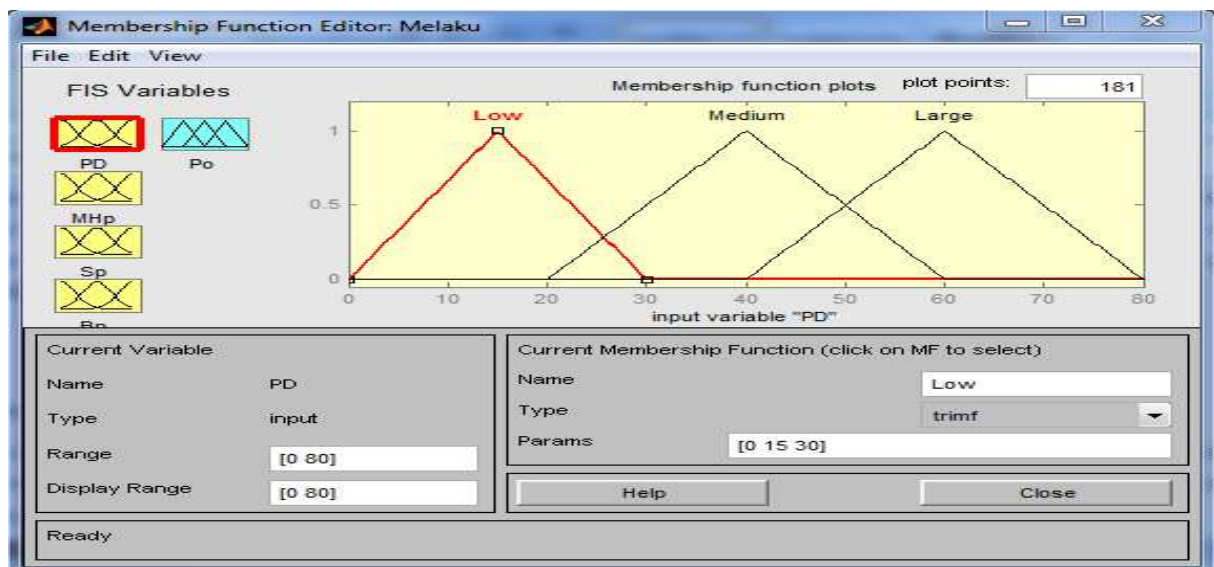 Membership Function Editor: Melaku
File Edit View
FIS Variables
Membership function plots plot points: 181
PD
Po
MHp
Sp
Low Medium Large
1
0.5
0
0 10 20 30 40 50 60 70 80
input variable "PD"
Current Variable
Name PD
Type input
Range [0 80]
Display Range [0 80]
Current Membership Function (click on MF to select)
Name Low
Type trimf
Params [0 15 30]
Help Close
Ready